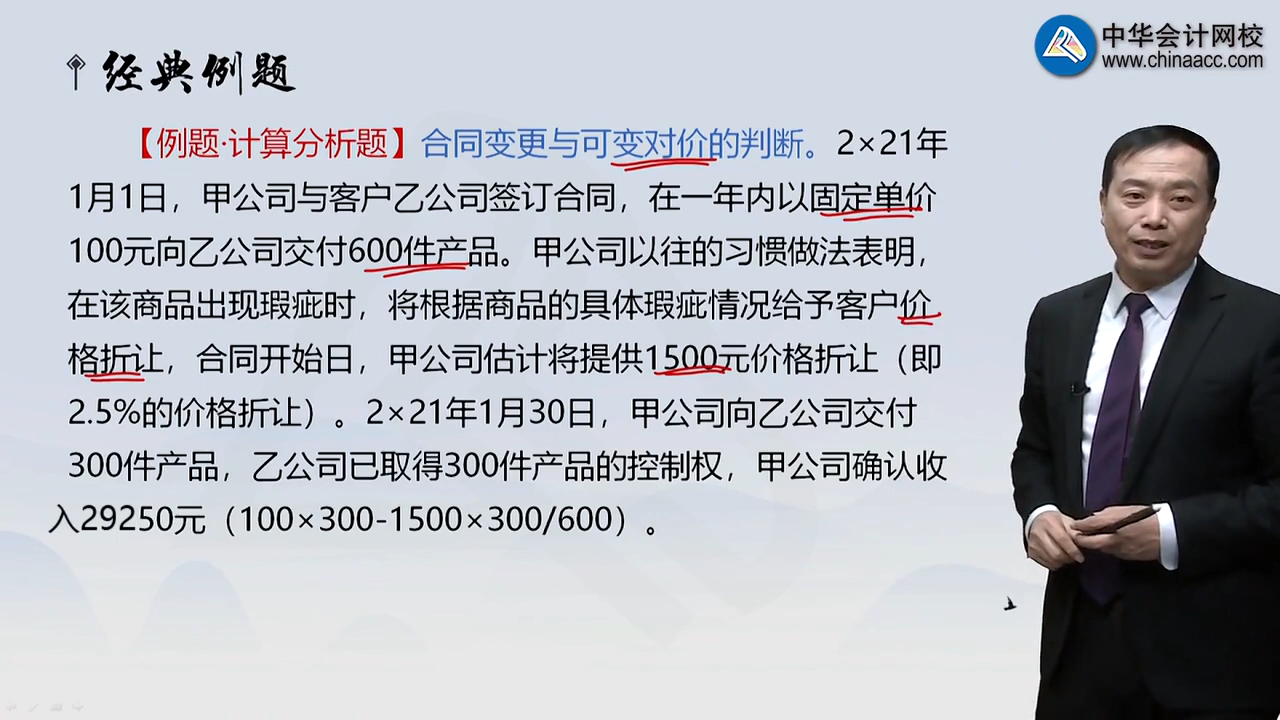 中华会计网校
www.chinaacc.com
经典例题
【例题·计算分析题】合同变更与可变对价的判断。2×21年
1月1日，甲公司与客户乙公司签订合同，在一年内以固定单价
100元向乙公司交付600件产品。甲公司以往的习惯做法表明，
在该商品出现瑕疵时，将根据商品的具体瑕疵情况给予客户价
格折让，合同开始日，甲公司估计将提供1500元价格折让（即
2.5%的价格折让）。2×21年1月30日，甲公司向乙公司交付
300件产品，乙公司已取得300件产品的控制权，甲公司确认收
入29250元（100×300-1500×300/600）。